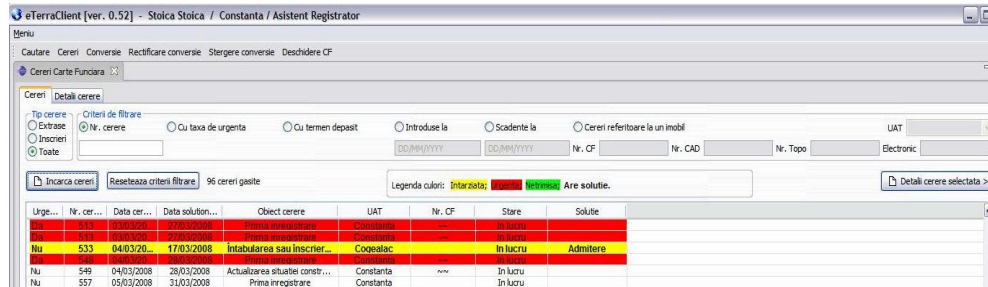 eTerraClient [ver. 0.52] - Stoica Stoica / Constanta / Asistent Registrator
Meniu
Cautare Cereri Conversie Rectificare conversie Stergere conversie Deschidere CF
Cereri Carte Funciara
Cereri Detalii cerere
Tip cerere Criterii de filtrare
Extrase Nr. cerere Cu taxa de urgenta Cu termen depasit Introduse la Scadente la Cereri referitoare la un imobil UAT
Inscrieri
Toate DD/MM/YYYY DD/MM/YYYY Nr. CF Nr. CAD Nr. Topo Electronic
Incarca cereri Reseteaza criterii filtrare 96 cereri gasite Legenda culori: Intarziata; Urgenta; Netrimisa; Are solutie. Detalii cerere selectata >
Urge... Nr. cer... Data cer... Data solution... Obiect cerere UAT Nr. CF Stare Solutie
Da 513 03/03/20... 27/03/2008 Prima inregistrare Constanta ~~ In lucru
Da 513 03/03/20... 27/03/2008 Prima inregistrare Constanta ~~ In lucru
Nu 533 04/03/20... 17/03/2008 Întabularea sau înscrier... Cogealac In lucru Admitere
Da 548 04/03/20... 28/03/2008 Prima inregistrare Constanta ~~ In lucru
Nu 549 04/03/2008 28/03/2008 Actualizarea situatiei constr... Constanta ~~ In lucru
Nu 557 05/03/2008 31/03/2008 Prima inregistrare Constanta In lucru